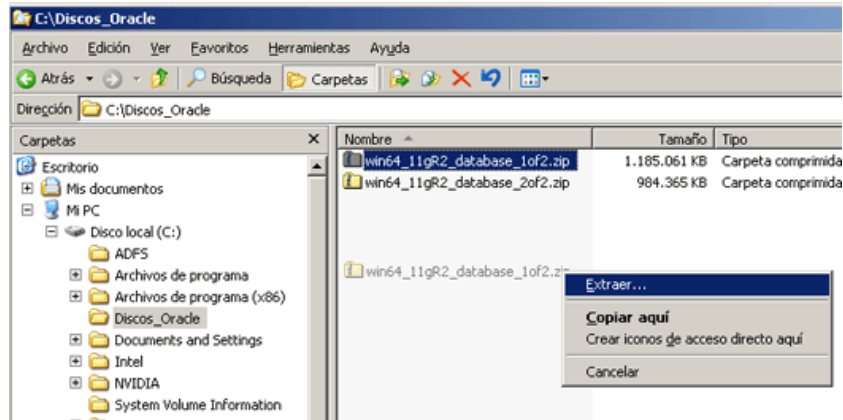 C:\Discos_Oracle
Archivo Edición Ver Favoritos Herramientas Ayuda
Atrás Búsqueda Carpetas
Dirección C:\Discos_Oracle
Carpetas
Escritorio
Mis documentos
Mi PC
Disco local (C:)
ADFS
Archivos de programa
Archivos de programa (x86)
Discos_Oracle
Documents and Settings
Intel
NVIDIA
System Volume Information
Nombre Tamaño Tipo
win64_11gR2_database_1of2.zip 1.185.061 KB Carpeta comprimida
win64_11gR2_database_2of2.zip 984.365 KB Carpeta comprimida
win64_11gR2_database_1of2.zip
Extraer...
Copiar aquí
Crear iconos de acceso directo aquí
Cancelar